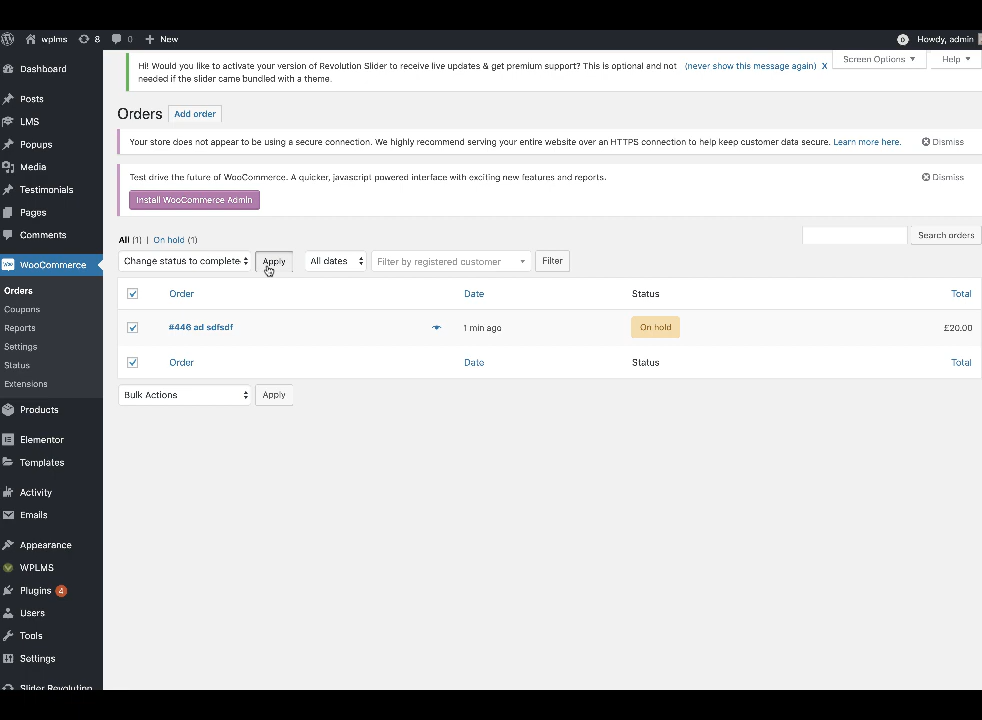 wplms 8 0 New Howdy, admin
Dashboard
Posts
LMS
Popups
Media
Testimonials
Pages
Comments
WooCommerce
Orders
Coupons
Reports
Settings
Status
Extensions
Products
Elementor
Templates
Activity
Emails
Appearance
WPLMS
Plugins 4
Users
Tools
Settings
Slider Revolution
Hi! Would you like to activate your version of Revolution Slider to receive live updates & get premium support? This is optional and not
needed if the slider came bundled with a theme.
(never show this message again) X
Screen Options Help
Orders Add order
Your store does not appear to be using a secure connection. We highly recommend serving your entire website over an HTTPS connection to help keep customer data secure. Learn more here. Dismiss
Test drive the future of WooCommerce. A quicker, javascript powered interface with exciting new features and reports. Dismiss
Install WooCommerce Admin
All (1) | On hold (1) Search orders
Change status to complete Apply All dates Filter by registered customer Filter
Order Date Status Total
#446 ad sdfsdf 1 min ago On hold £20.00
Order Date Status Total
Bulk Actions Apply